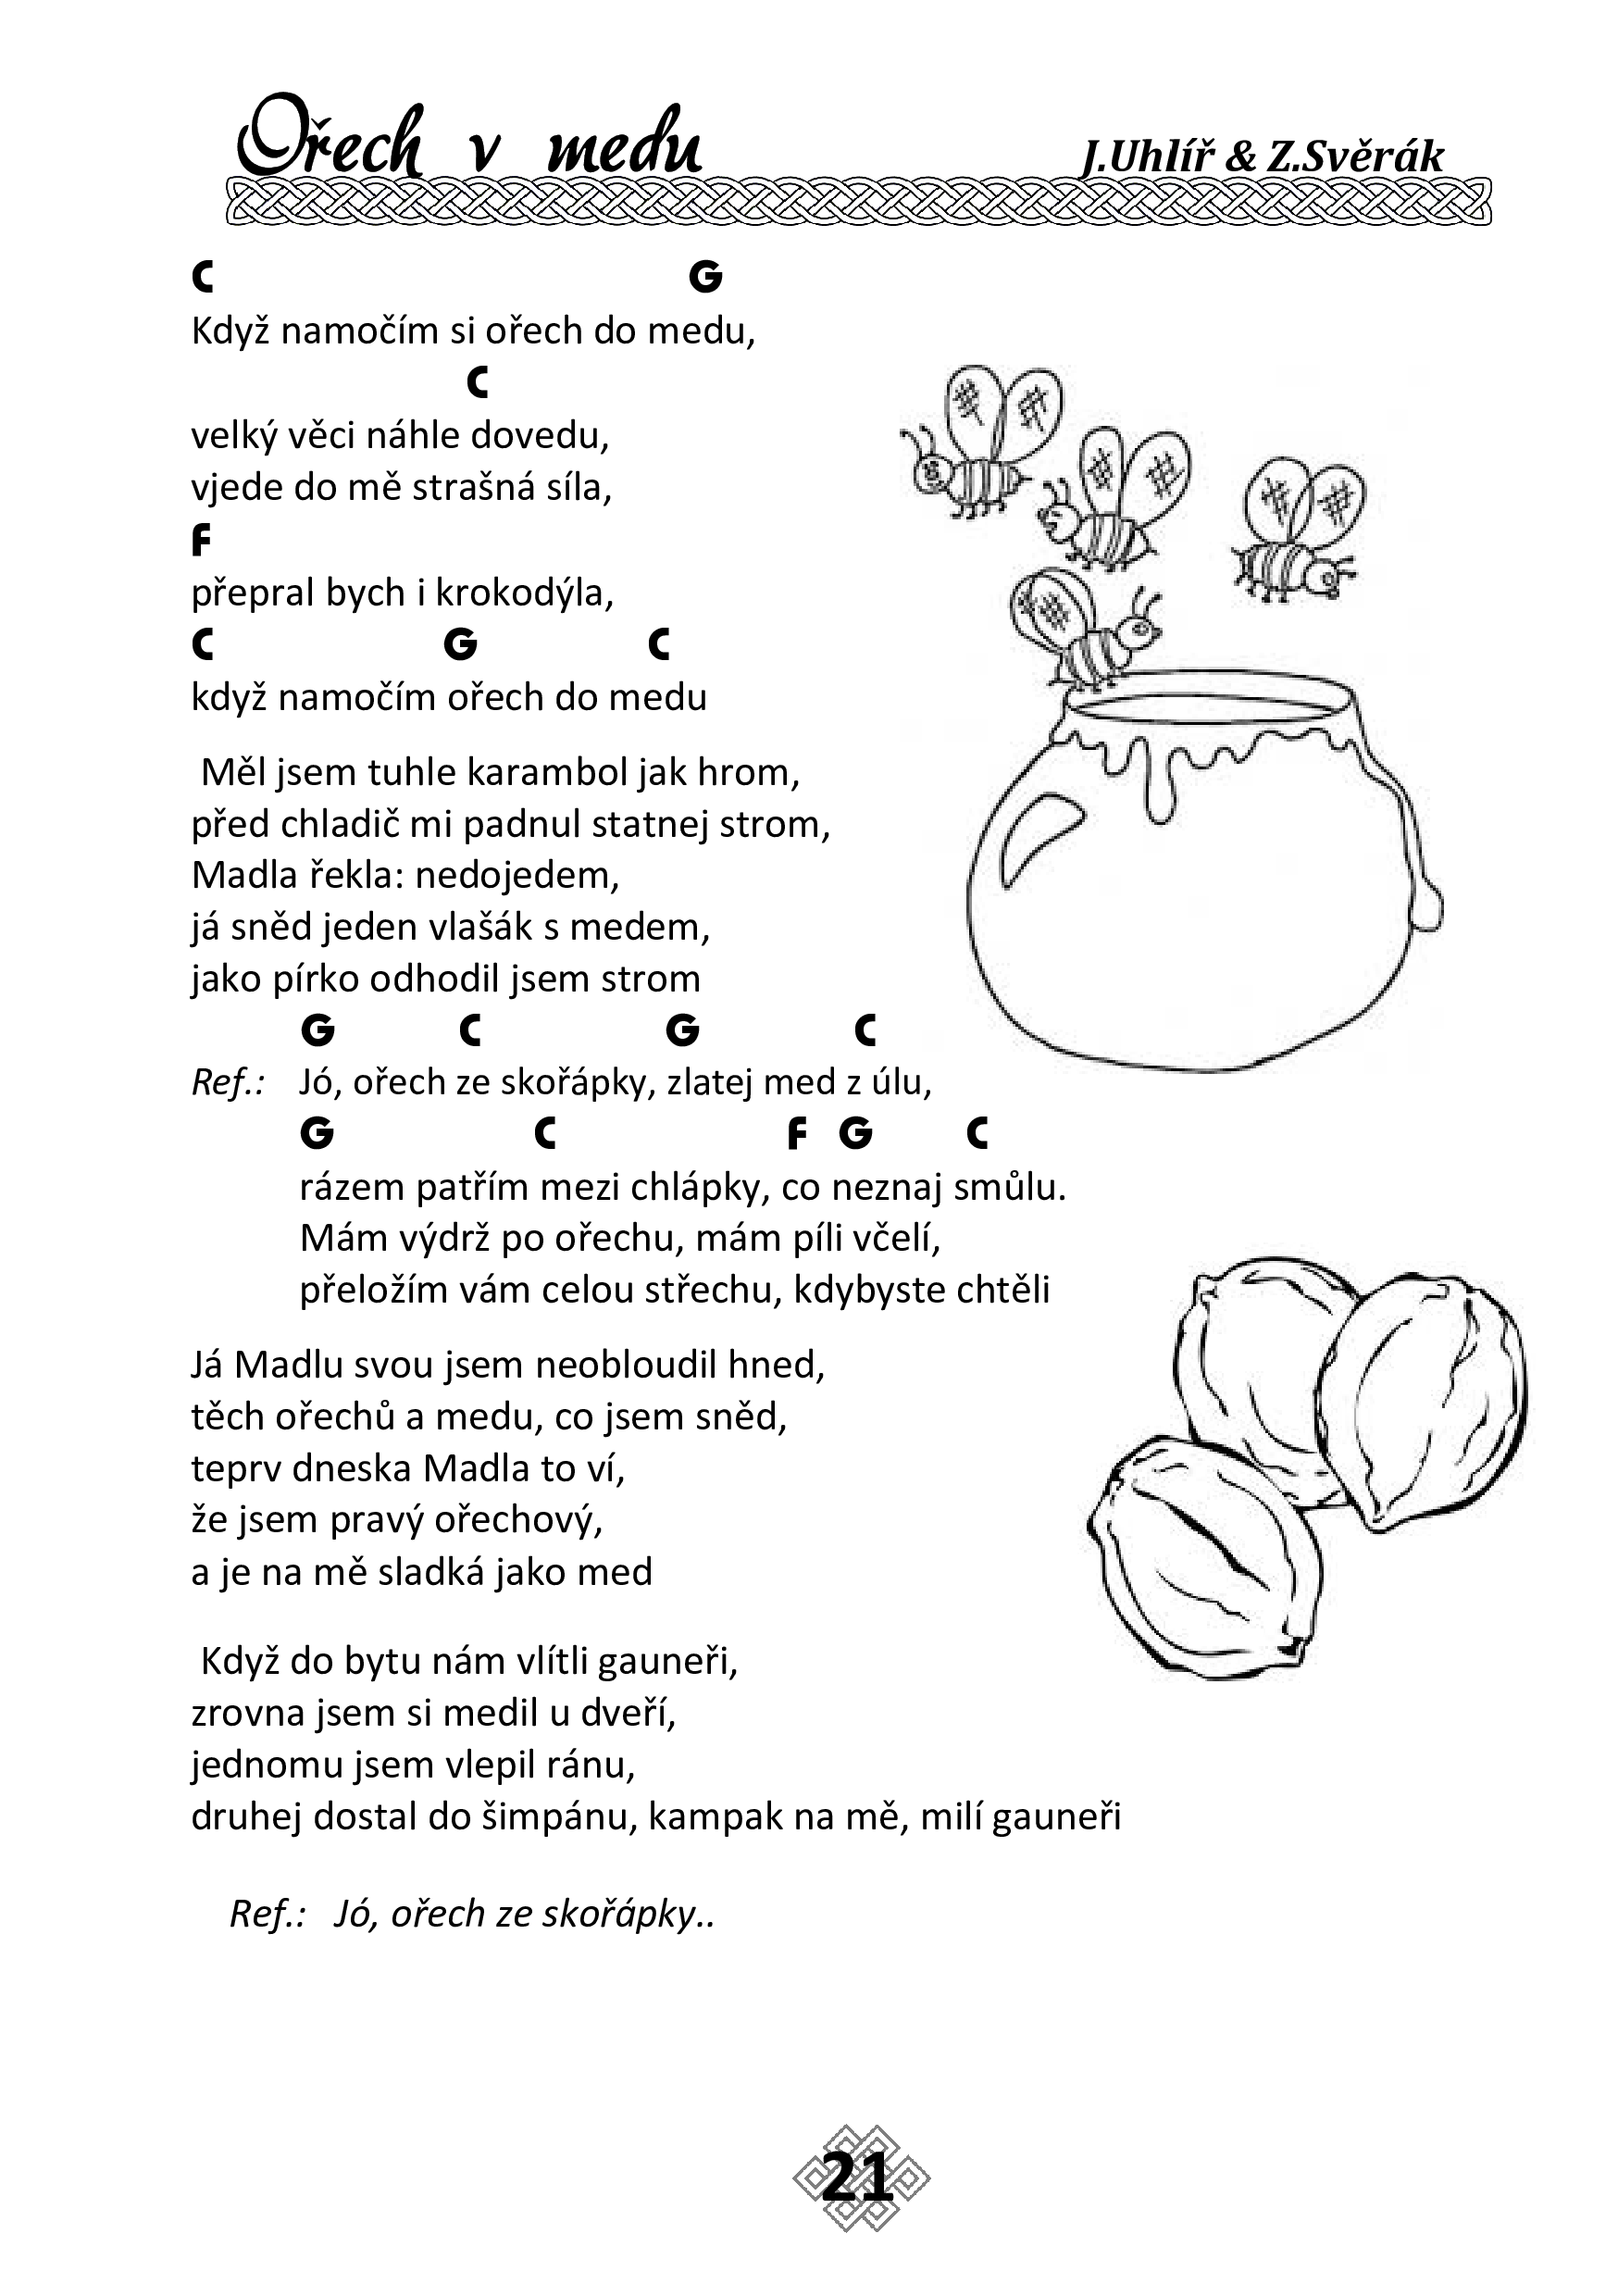 Ořech v medu
J.Uhlíř & Z.Svěrák
C G
Když namočím si ořech do medu,
C
velký věci náhle dovedu,
vjede do mě strašná síla,
F
přepral bych i krokodýla,
C G C
když namočím ořech do medu
Měl jsem tuhle karambol jak hrom,
před chladič mi padnul statnej strom,
Madla řekla: nedojedem,
já sněd jeden vlašák s medem,
jako pírko odhodil jsem strom
G C G C
Ref.: Jó, ořech ze skořápky, zlatej med z úlu,
G C F G C
rázem patřím mezi chlápky, co neznaj smůlu.
Mám výdrž po ořechu, mám píli včelí,
přeložím vám celou střechu, kdybyste chtěli
Já Madlu svou jsem neobloudil hned,
těch ořechů a medu, co jsem sněd,
teprv dneska Madla to ví,
že jsem pravý ořechový,
a je na mě sladká jako med
Když do bytu nám vlítli gauneři,
zrovna jsem si medil u dveří,
jednomu jsem vlepil ránu,
druhej dostal do šimpánu, kampak na mě, milí gauneři
Ref.: Jó, ořech ze skořápky..
21